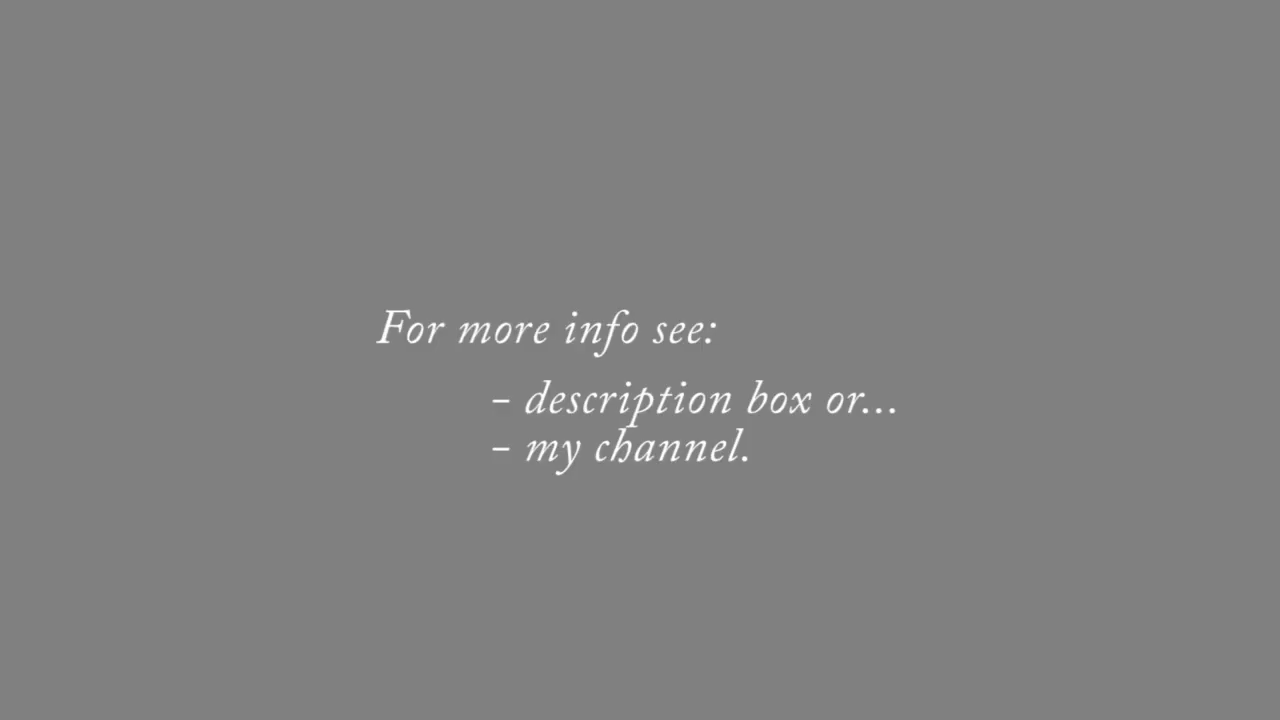 For more info see:
– description box or...
– my channel.